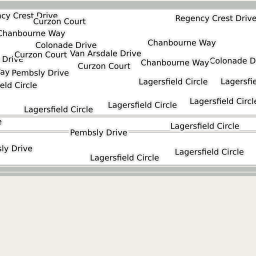 cy Crest Drive
Regency Crest Drive
Curzon Court
Chanbourne Way
Colonade Drive
Chanbourne Way
Curzon Court
Van Arsdale Drive
Drive
Chanbourne Way
Colonade D
Curzon Court
ay
Pembsly Drive
eld Circle
Lagersfield Circle
Lagersfie
Lagersfield Circle
Lagersfield Circle
Lagersfield Circle
Lagersfield Circle
Pembsly Drive
sly Drive
Lagersfield Circle
Lagersfield Circle